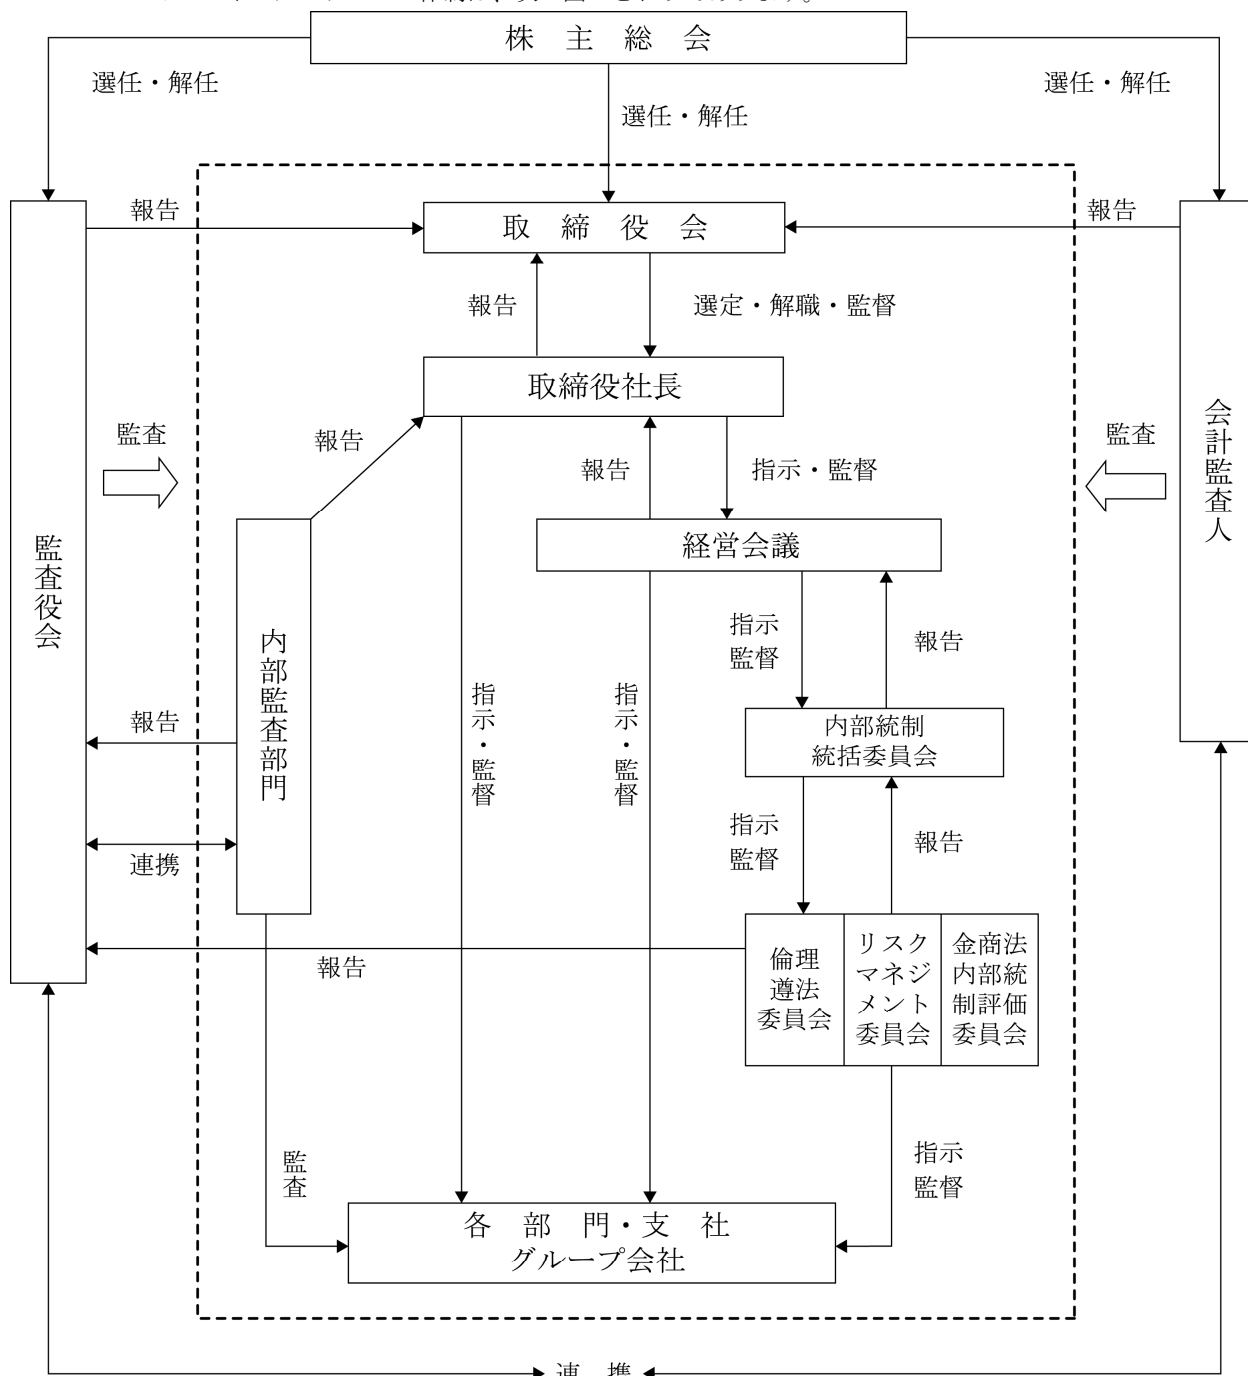 株 主 総 会
選任・解任
選任・解任
選任・解任
報告
取 締 役 会
報告
報告
選定・解職・監督
取締役社長
監査
報告
報告
指示・監督
監査
会計監査人
経営会議
監査役会
内部監査部門
指示
監督
報告
報告
指示・監督
指示・監督
内部統制
統括委員会
指示
監督
報告
連携
報告
倫理
遵法
委員会
リスク
マネジ
メント
委員会
金商法
内部統
制評価
委員会
監査
指示
監督
各 部 門・支 社
グループ会社
連 携